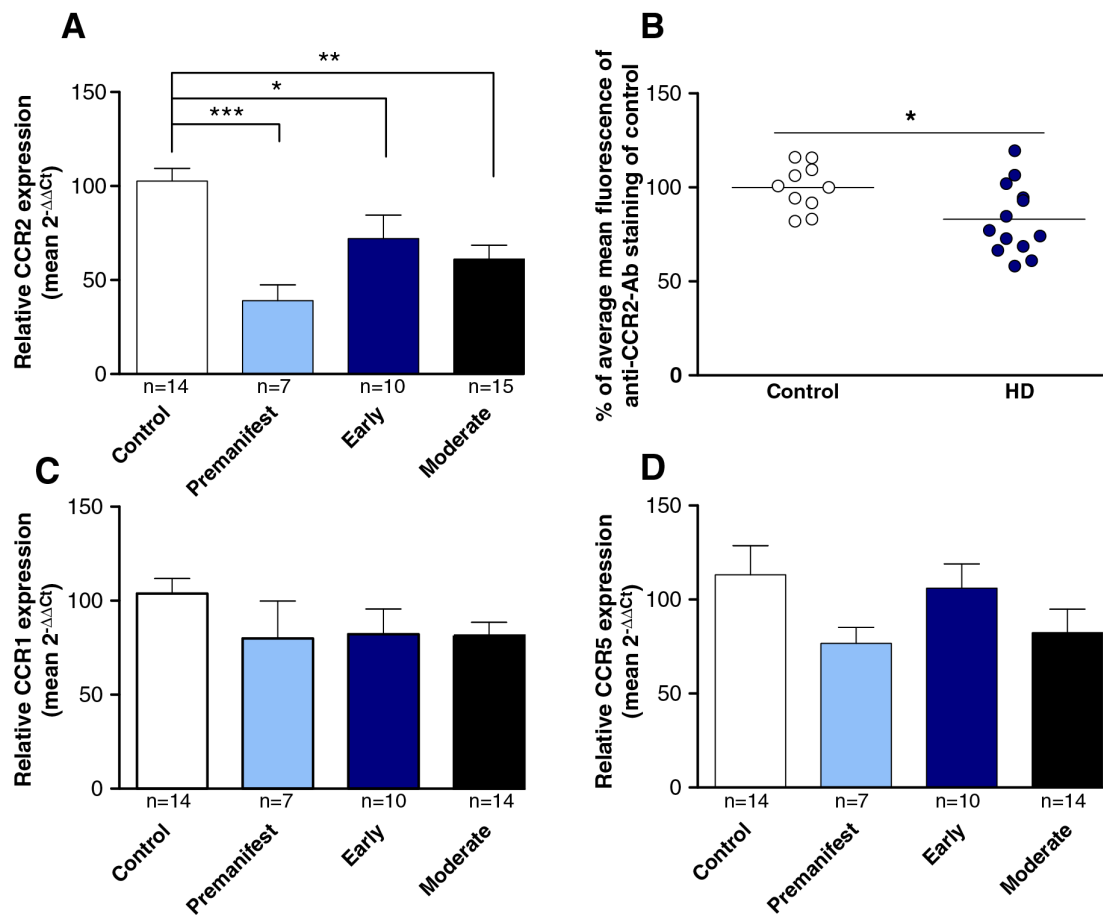 A
Relative CCR2 expression
(mean 2-ΔΔCt)
150
100
50
0
***
*
**
n=14
n=7
n=10
n=15
Control
Premanifest
Early
Moderate
B
% of average mean fluorescence of
anti-CCR2-Ab staining of control
150
100
50
0
*
Control
HD
C
Relative CCR1 expression
(mean 2-ΔΔCt)
150
100
50
0
n=14
n=7
n=10
n=14
Control
Premanifest
Early
Moderate
D
Relative CCR5 expression
(mean 2-ΔΔCt)
150
100
50
0
n=14
n=7
n=10
n=14
Control
Premanifest
Early
Moderate